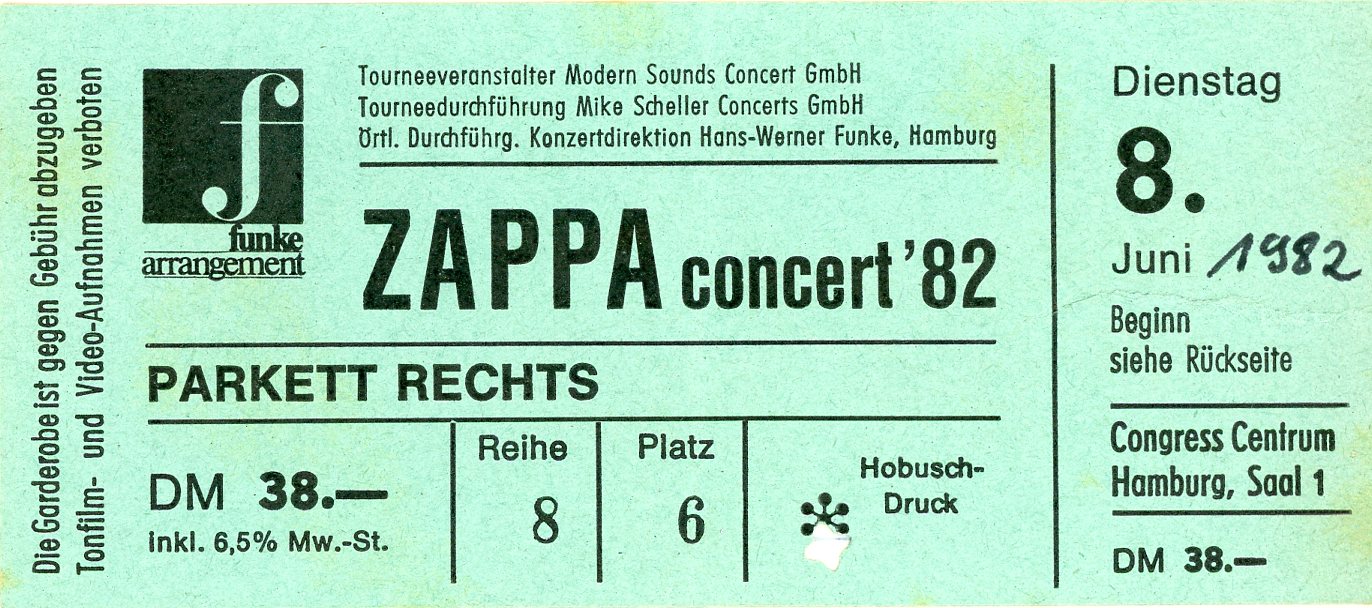 Die Garderobe ist gegen Gebühr abzugeben
Tonfilm- und Video-Aufnahmen verboten
f
funke
arrangement
Tourneeveranstalter Modern Sounds Concert GmbH
Tourneedurchführung Mike Scheller Concerts GmbH
Örtl. Durchführg. Konzertdirektion Hans-Werner Funke, Hamburg
ZAPPA concert '82
PARKETT RECHTS
DM 38.—
inkl. 6,5% Mw.-St.
Reihe
8
Platz
6
Hobusch-
Druck
Dienstag
8.
Juni 1982
Beginn
siehe Rückseite
Congress Centrum
Hamburg, Saal 1
DM 38.—